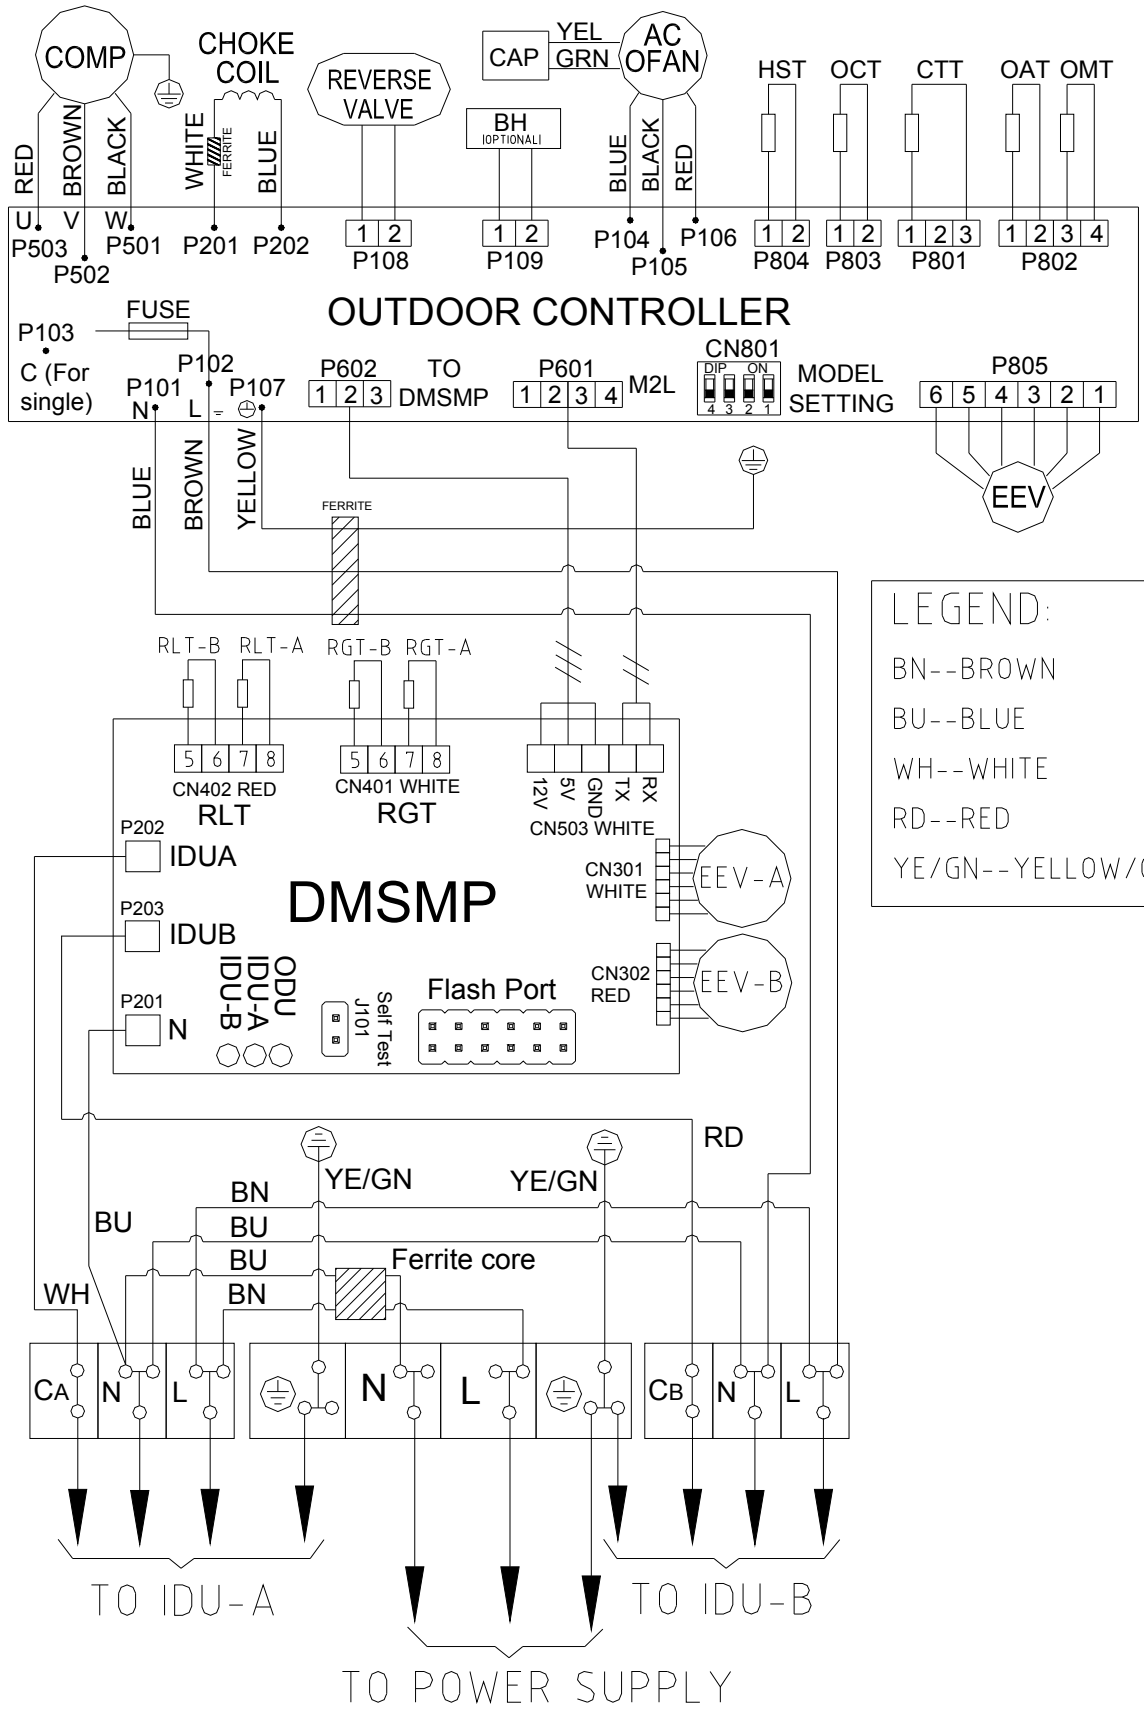 COMP
CHOKE
COIL
REVERSE
VALVE
CAP
YEL
GRN
AC
OFAN
BH
(OPTIONAL)
HST
OCT
CTT
OAT
OMT
RED
BROWN
BLACK
WHITE
FERRITE
BLUE
BLUE
BLACK
RED
U
V
W
P503
P502
P501
P201
P202
1 2
P108
1 2
P109
P104
P105
P106
1 2
P804
1 2
P803
1 2 3
P801
1 2 3 4
P802
OUTDOOR CONTROLLER
P103
C (For
single)
FUSE
P101
N
P102
L
P107
P602
1 2 3
TO
DMSMP
P601
1 2 3 4
M2L
CN801
DIP ON
4 3 2 1
MODEL
SETTING
P805
6 5 4 3 2 1
EEV
BLUE
BROWN
YELLOW
FERRITE
LEGEND:
BN--BROWN
BU--BLUE
WH--WHITE
RD--RED
YE/GN--YELLOW/
RLT-B
RLT-A
RGT-B
RGT-A
5 6 7 8
CN402 RED
RLT
5 6 7 8
CN401 WHITE
RGT
12V
5V
GND
TX
RX
CN503 WHITE
P202
IDUA
P203
IDUB
P201
N
DMSMP
CN301
WHITE
EEV-A
CN302
RED
EEV-B
ODU
IDU-A
IDU-B
Self Test
J101
Flash Port
RD
YE/GN
YE/GN
BN
BU
BU
BU
BN
WH
Ferrite core
CA
N
L
N
L
CB
N
L
TO IDU-A
TO IDU-B
TO POWER SUPPLY